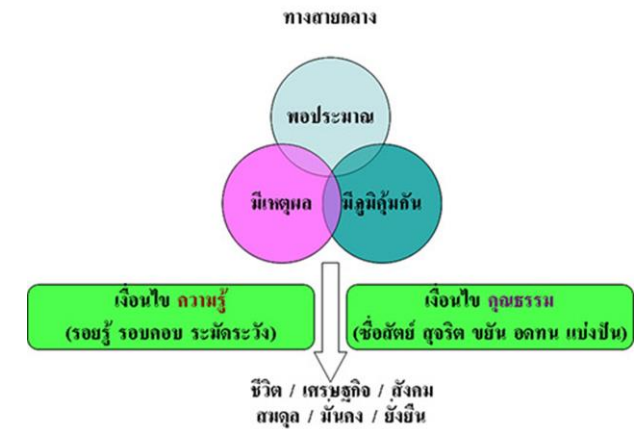 ทางสายกลาง
พอประมาณ
มีเหตุผล
มีภูมิคุ้มกัน
เงื่อนไข ความรู้
(รอยรู้ รอบคอบ ระมัดระวัง)
เงื่อนไข คุณธรรม
(ซื่อสัตย์ สุจริต ขยัน อดทน แบ่งปัน)
ชีวิต / เศรษฐกิจ / สังคม
สมดุล / มั่นคง / ยั่งยืน